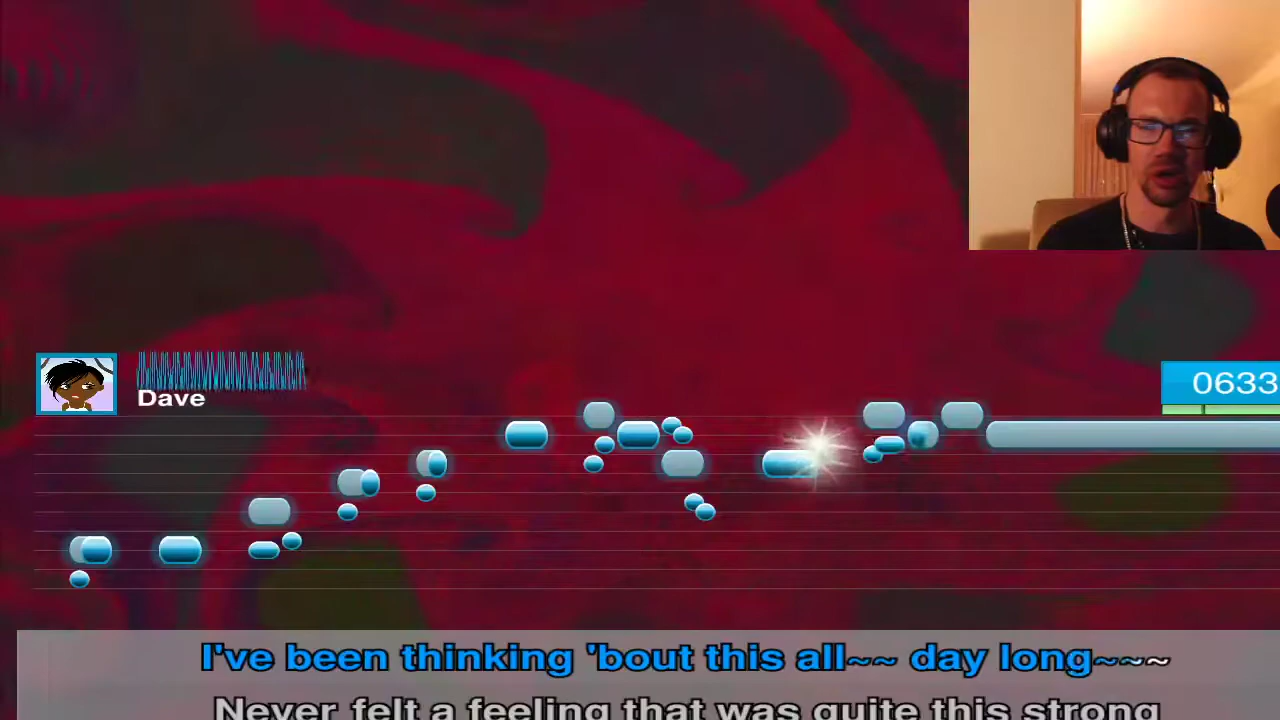 Dave
0633
I've been thinking 'bout this all~~ day long~~~
Never felt a feeling that was quite this strong